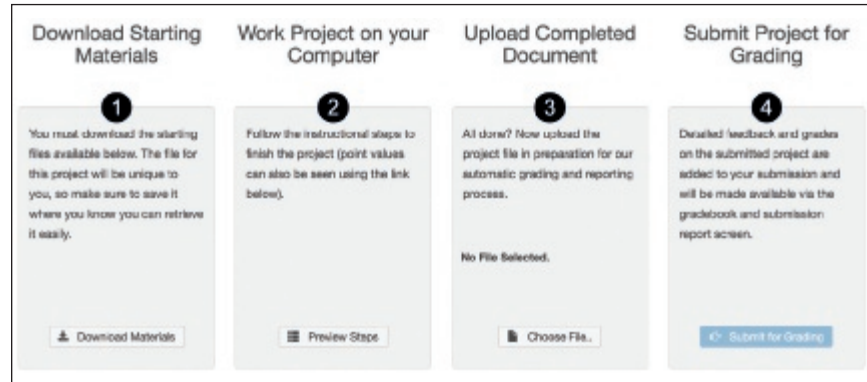 Download Starting
Materials
1
You must download the starting
files available below. The file for
this project will be unique to
you, so make sure to save it
where you know you can retrieve
it easily.
Download Materials
Work Project on your
Computer
2
Follow the instructional steps to
finish the project (point values
can also be seen using the link
below).
Preview Steps
Upload Completed
Document
3
All done? Now upload the
project file in preparation for our
automatic grading and reporting
process.
No File Selected.
Choose File..
Submit Project for
Grading
4
Detailed feedback and grades
on the submitted project are
added to your submission and
will be made available via the
gradebook and submission
report screen.
Submit for Grading